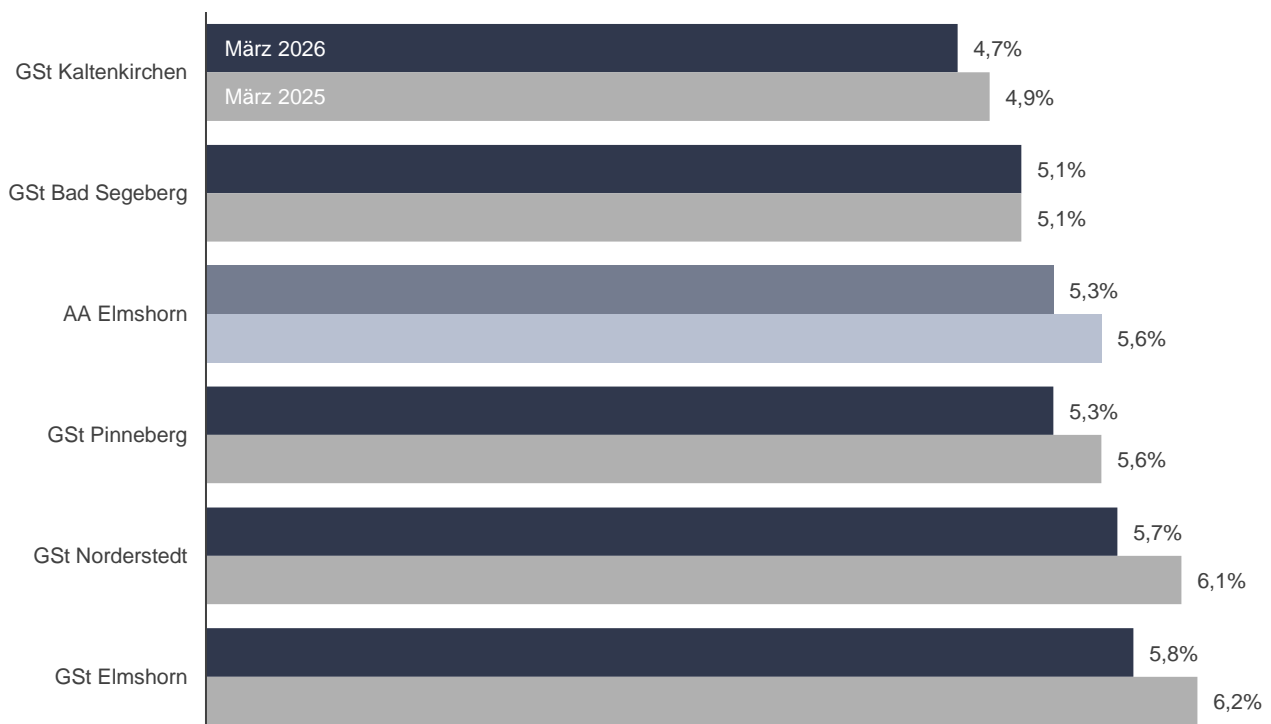 März 2026
4,7%
GSt Kaltenkirchen
März 2025
4,9%
5,1%
GSt Bad Segeberg
5,1%
5,3%
AA Elmshorn
5,6%
5,3%
GSt Pinneberg
5,6%
5,7%
GSt Norderstedt
6,1%
5,8%
GSt Elmshorn
6,2%